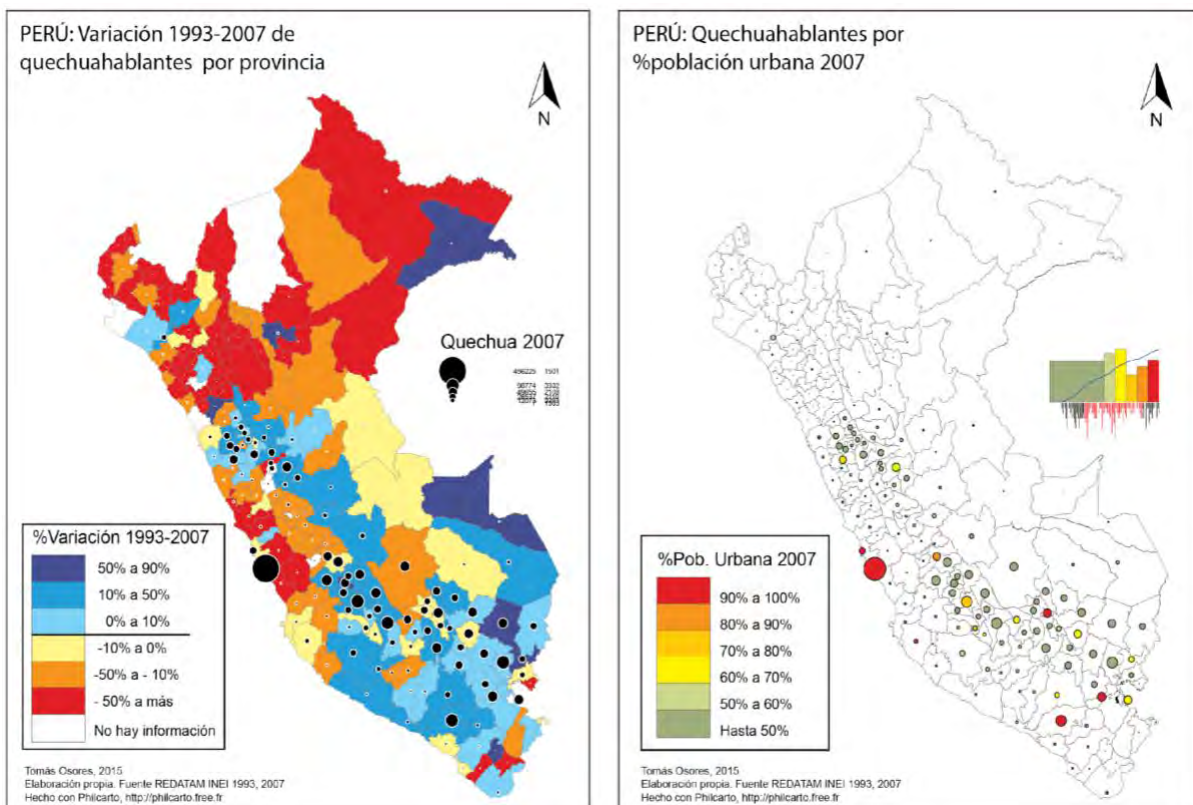 PERÚ: Variación 1993-2007 de
quechuahablantes por provincia
N
Quechua 2007
496225 1501
%Variación 1993-2007
50% a 90%
10% a 50%
0% a 10%
-10% a 0%
-50% a - 10%
- 50% a más
No hay información
Tomás Osores, 2015
Elaboración propia. Fuente REDATAM INEI 1993, 2007
Hecho con Philcarto, http://philcarto.free.fr
PERÚ: Quechuahablantes por
%población urbana 2007
N
%Pob. Urbana 2007
90% a 100%
80% a 90%
70% a 80%
60% a 70%
50% a 60%
Hasta 50%
Tomás Osores, 2015
Elaboración propia. Fuente REDATAM INEI 1993, 2007
Hecho con Philcarto, http://philcarto.free.fr